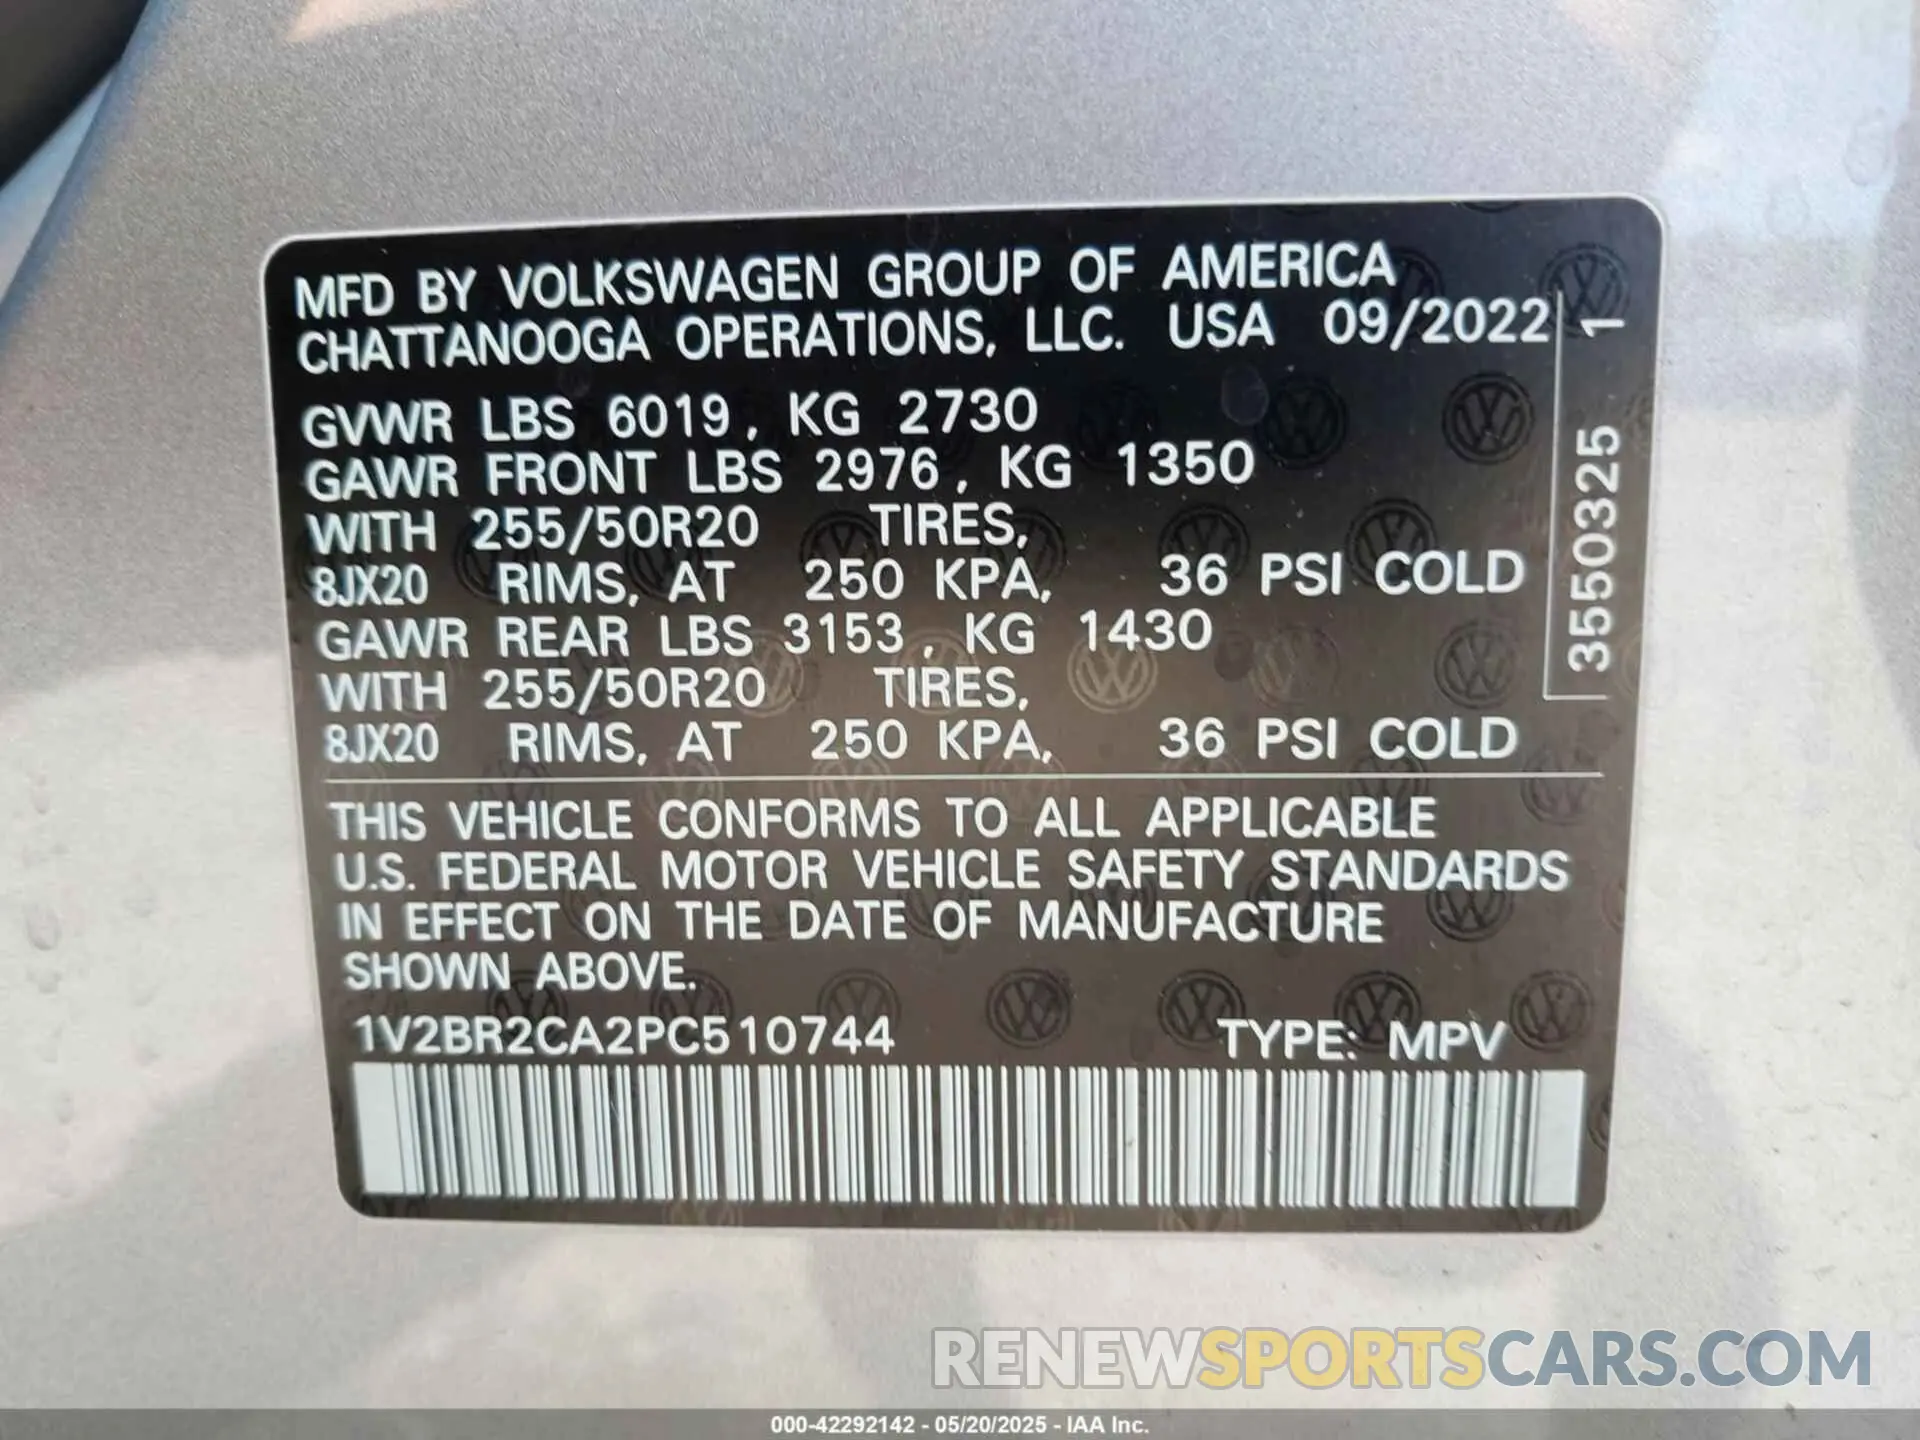 MFD BY VOLKSWAGEN GROUP OF AMERICA
CHATTANOOGA OPERATIONS, LLC. USA 09/2022
GVWR LBS 6019, KG 2730
GAWR FRONT LBS 2976, KG 1350
WITH 255/50R20 TIRES,
8JX20 RIMS, AT 250 KPA, 36 PSI COLD
GAWR REAR LBS 3153, KG 1430
WITH 255/50R20 TIRES,
8JX20 RIMS, AT 250 KPA, 36 PSI COLD
3550325 1
THIS VEHICLE CONFORMS TO ALL APPLICABLE
U.S. FEDERAL MOTOR VEHICLE SAFETY STANDARDS
IN EFFECT ON THE DATE OF MANUFACTURE
SHOWN ABOVE.
1V2BR2CA2PC510744 TYPE: MPV
RENEWSPORTSCARS.COM
000-42292142 - 05/20/2025 - IAA Inc.